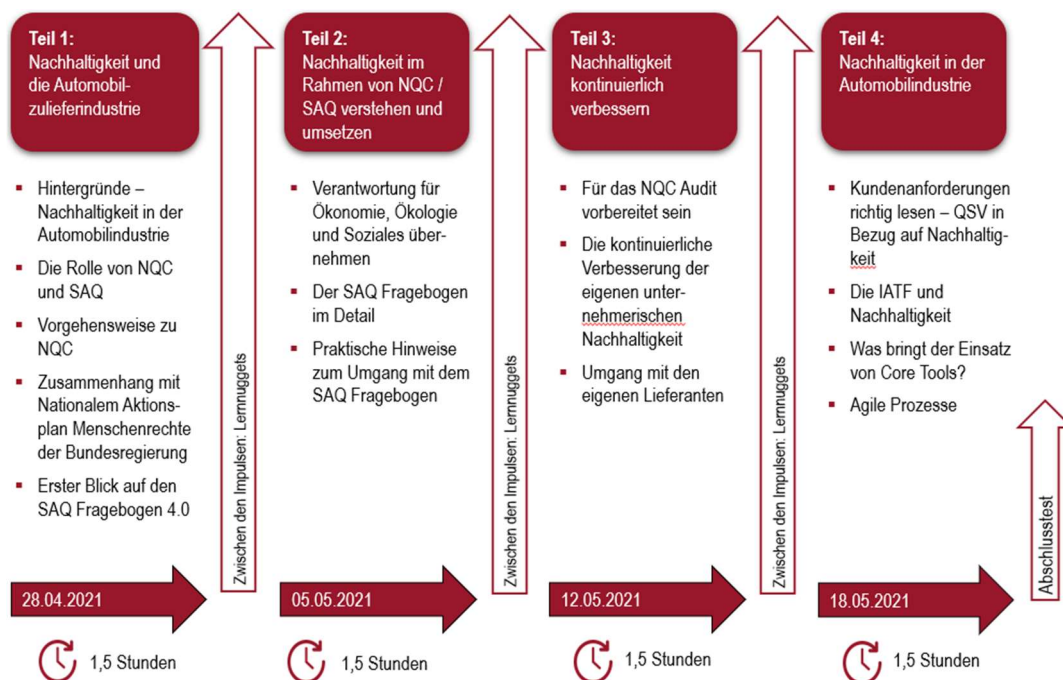 Teil 1:
Nachhaltigkeit und
die Automobil-
zulieferindustrie
▪ Hintergründe –
Nachhaltigkeit in der
Automobilindustrie
▪ Die Rolle von NQC
und SAQ
▪ Vorgehensweise zu
NQC
▪ Zusammenhang mit
Nationalem Aktions-
plan Menschenrechte
der Bundesregierung
▪ Erster Blick auf den
SAQ Fragebogen 4.0
28.04.2021
1,5 Stunden
Zwischen den Impulsen: Lernnuggets
Teil 2:
Nachhaltigkeit im
Rahmen von NQC /
SAQ verstehen und
umsetzen
▪ Verantwortung für
Ökonomie, Ökologie
und Soziales über-
nehmen
▪ Der SAQ Fragebogen
im Detail
▪ Praktische Hinweise
zum Umgang mit dem
SAQ Fragebogen
05.05.2021
1,5 Stunden
Zwischen den Impulsen: Lernnuggets
Teil 3:
Nachhaltigkeit
kontinuierlich
verbessern
▪ Für das NQC Audit
vorbereitet sein
▪ Die kontinuierliche
Verbesserung der
eigenen unter-
nehmerischen
Nachhaltigkeit
▪ Umgang mit den
eigenen Lieferanten
12.05.2021
1,5 Stunden
Zwischen den Impulsen: Lernnuggets
Teil 4:
Nachhaltigkeit in der
Automobilindustrie
▪ Kundenanforderungen
richtig lesen – QSV in
Bezug auf Nachhaltig-
keit
▪ Die IATF und
Nachhaltigkeit
▪ Was bringt der Einsatz
von Core Tools?
▪ Agile Prozesse
18.05.2021
1,5 Stunden
Abschlusstest